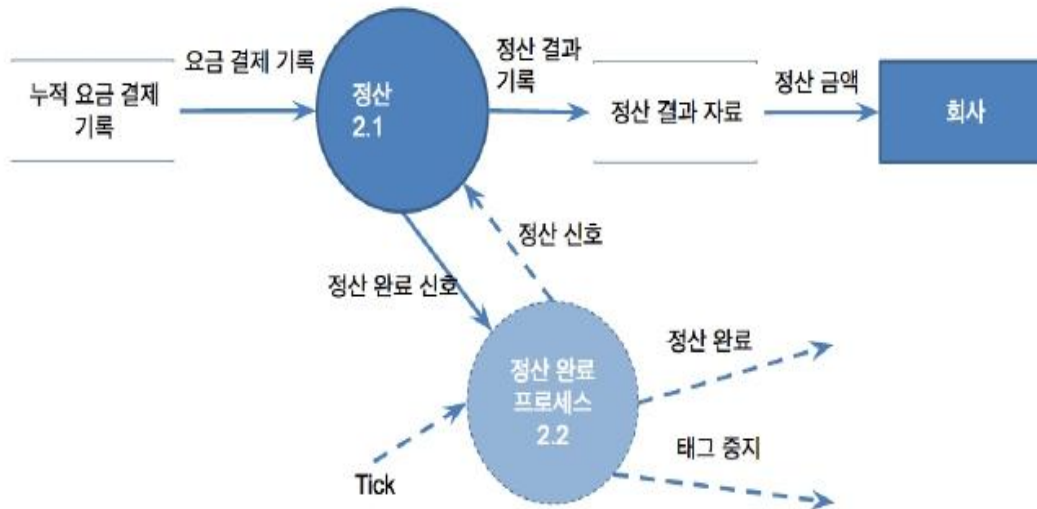 요금 결제 기록
정산 결과
기록
정산 금액
누적 요금 결제
기록
정산
2.1
정산 결과 자료
회사
정산 신호
정산 완료 신호
정산 완료
정산 완료
프로세스
2.2
태그 중지
Tick